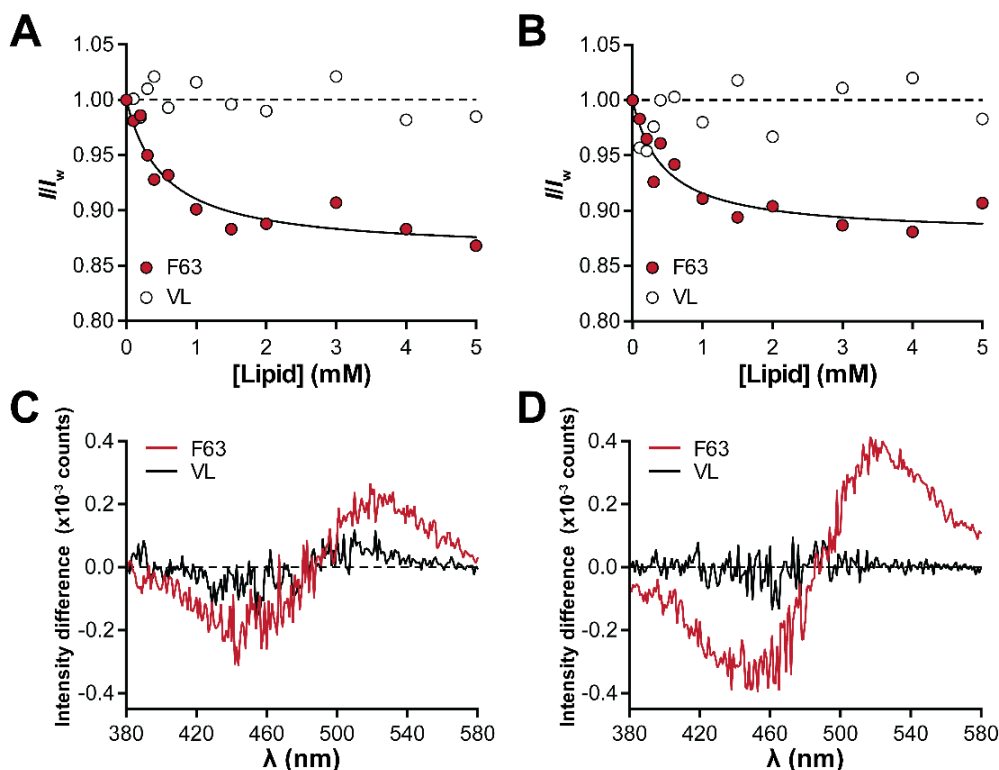 A
I/Iw
1.05
1.00
0.95
0.90
0.85
0.80
F63
VL
0 1 2 3 4 5
[Lipid] (mM)
B
I/Iw
1.05
1.00
0.95
0.90
0.85
0.80
F63
VL
0 1 2 3 4 5
[Lipid] (mM)
C
Intensity difference (x10⁻³ counts)
0.4
0.2
0.0
-0.2
-0.4
F63
VL
380 420 460 500 540 580
λ (nm)
D
Intensity difference (x10⁻³ counts)
0.4
0.2
0.0
-0.2
-0.4
F63
VL
380 420 460 500 540 580
λ (nm)